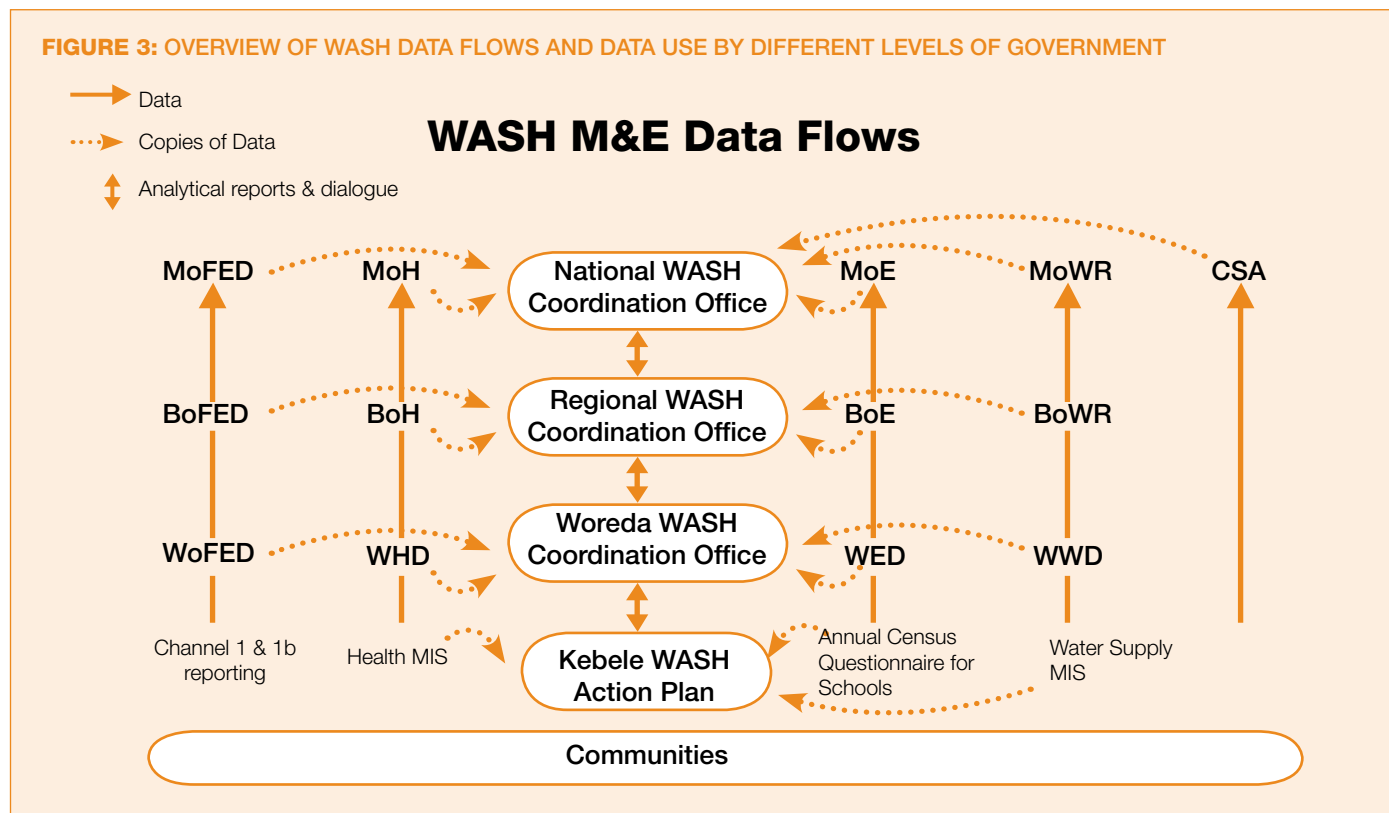 FIGURE 3: OVERVIEW OF WASH DATA FLOWS AND DATA USE BY DIFFERENT LEVELS OF GOVERNMENT
Data
Copies of Data
Analytical reports & dialogue
WASH M&E Data Flows
MoFED
MoH
National WASH
Coordination Office
MoE
MoWR
CSA
BoFED
BoH
Regional WASH
Coordination Office
BoE
BoWR
WoFED
WHD
Woreda WASH
Coordination Office
WED
WWD
Channel 1 & 1b
reporting
Health MIS
Kebele WASH
Action Plan
Annual Census
Questionnaire for
Schools
Water Supply
MIS
Communities